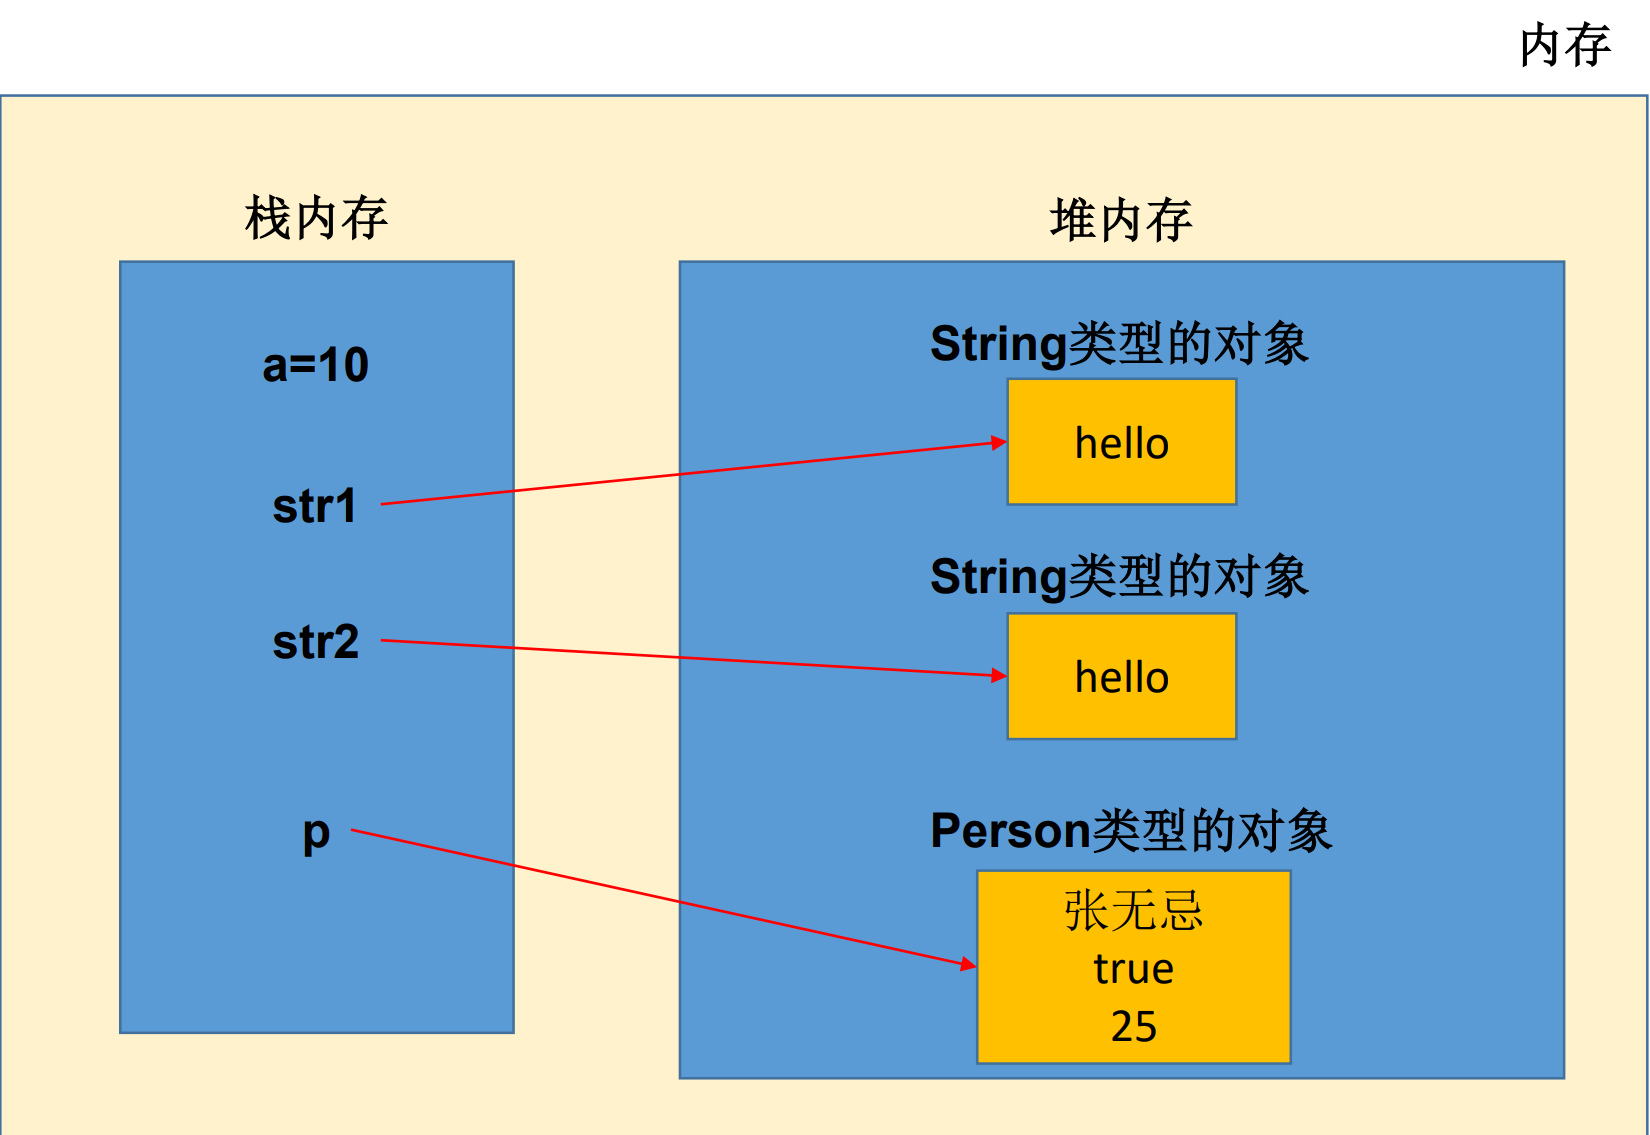 内存
栈内存
堆内存
a=10
str1
str2
p
String类型的对象
hello
String类型的对象
hello
Person类型的对象
张无忌
true
25